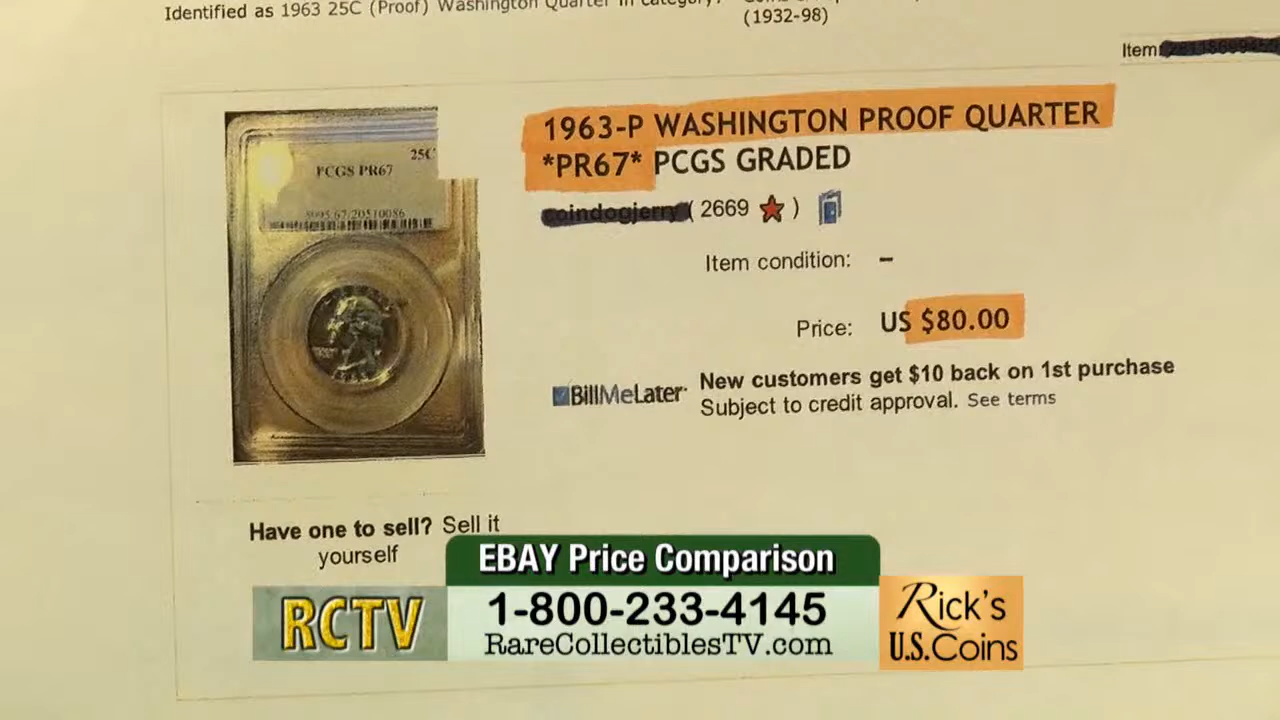 Identified as 1963 25C (Proof) Washington Quarter in category:
(1932-98)
Item
25C
PCGS PR67
1963-P WASHINGTON PROOF QUARTER
*PR67* PCGS GRADED
coindogjerry ( 2669 )
Item condition: –
Price: US $80.00
BillMeLater
New customers get $10 back on 1st purchase
Subject to credit approval. See terms
Have one to sell? Sell it
yourself
EBAY Price Comparison
RCTV
1-800-233-4145
RareCollectiblesTV.com
Rick's
U.S. Coins